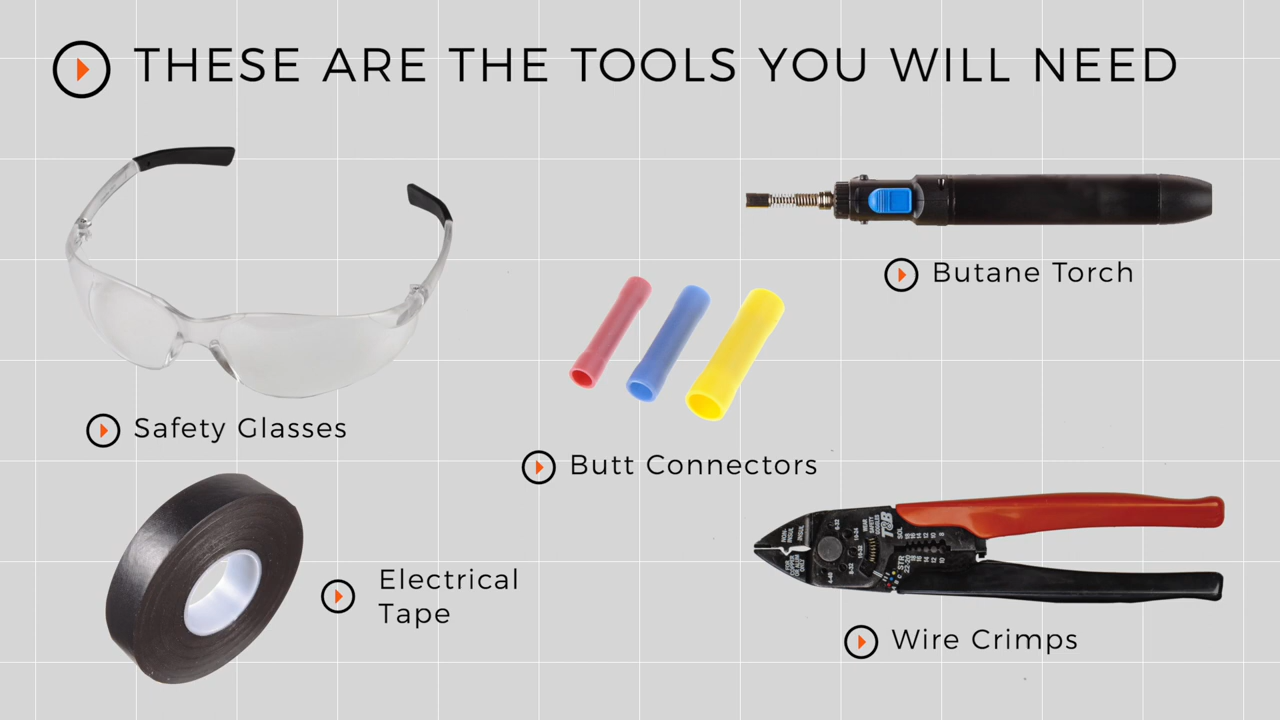 THESE ARE THE TOOLS YOU WILL NEED
Butane Torch
Safety Glasses
Butt Connectors
T&B
Electrical
Tape
Wire Crimps